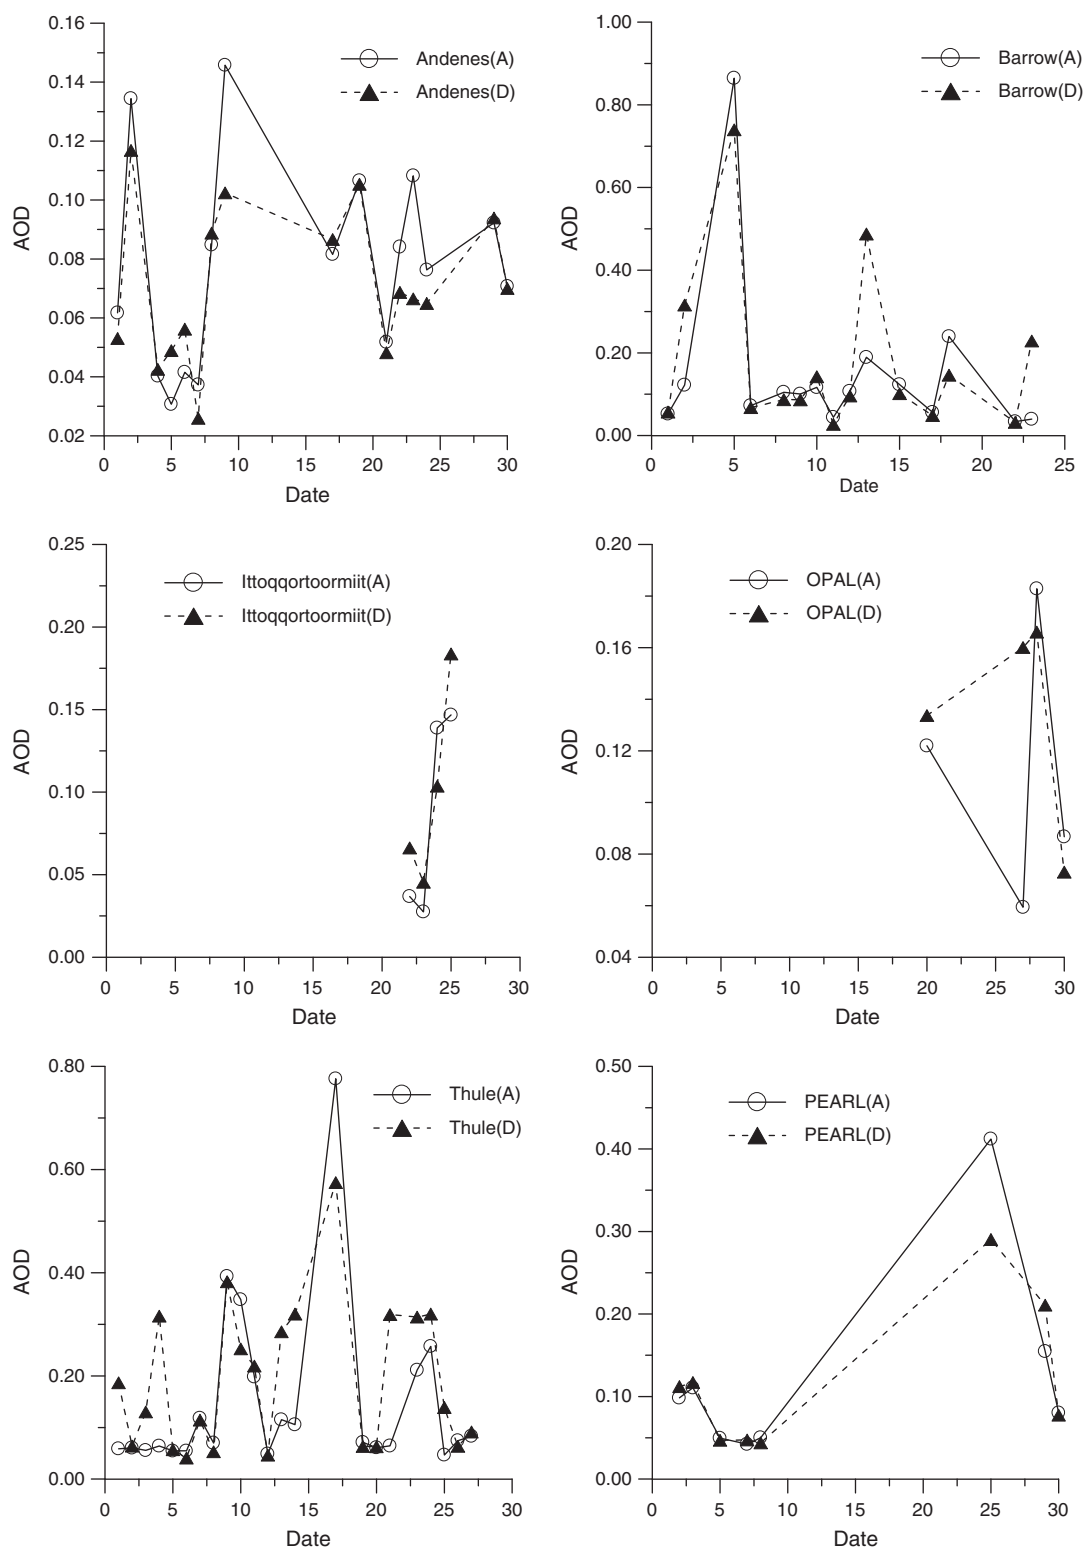 0.16
0.14
0.12
0.10
0.08
0.06
0.04
0.02
AOD
0 5 10 15 20 25 30
Date
Andenes(A)
Andenes(D)
1.00
0.80
0.60
0.40
0.20
0.00
AOD
0 5 10 15 20 25
Date
Barrow(A)
Barrow(D)
0.25
0.20
0.15
0.10
0.05
0.00
AOD
0 5 10 15 20 25 30
Date
Ittoqqortoormiit(A)
Ittoqqortoormiit(D)
0.20
0.16
0.12
0.08
0.04
AOD
0 5 10 15 20 25 30
Date
OPAL(A)
OPAL(D)
0.80
0.60
0.40
0.20
0.00
AOD
0 5 10 15 20 25 30
Date
Thule(A)
Thule(D)
0.50
0.40
0.30
0.20
0.10
0.00
AOD
0 5 10 15 20 25 30
Date
PEARL(A)
PEARL(D)